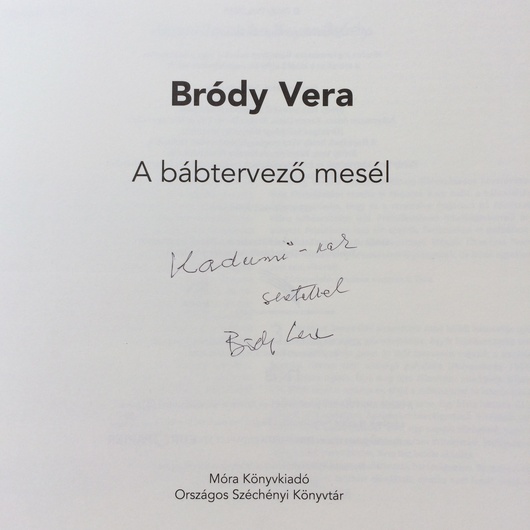 Bródy Vera
A bábtervező mesél
Kadumi-nak
szeretettel
Bródy Vera
Móra Könyvkiadó
Országos Széchényi Könyvtár